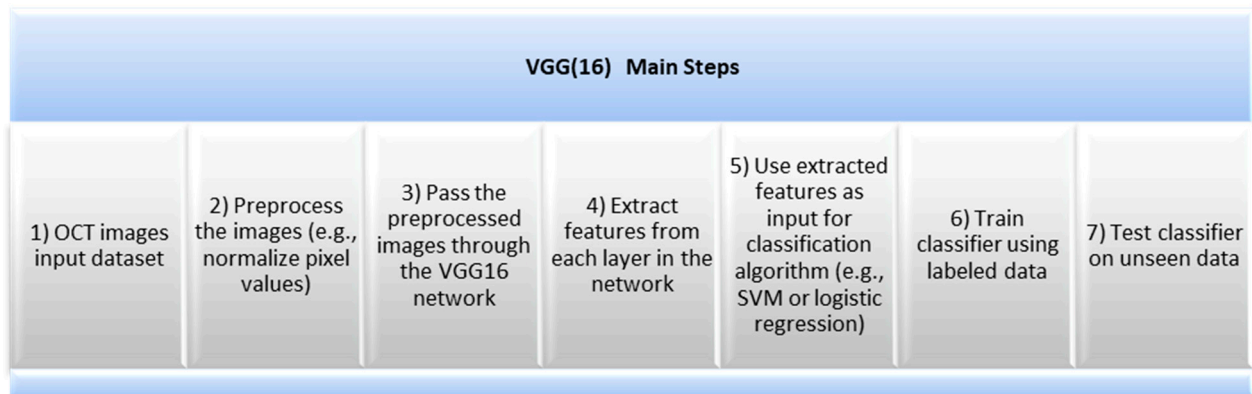 VGG(16) Main Steps
1) OCT images
input dataset
2) Preprocess
the images (e.g.,
normalize pixel
values)
3) Pass the
preprocessed
images through
the VGG16
network
4) Extract
features from
each layer in the
network
5) Use extracted
features as
input for
classification
algorithm (e.g.,
SVM or logistic
regression)
6) Train
classifier using
labeled data
7) Test classifier
on unseen data